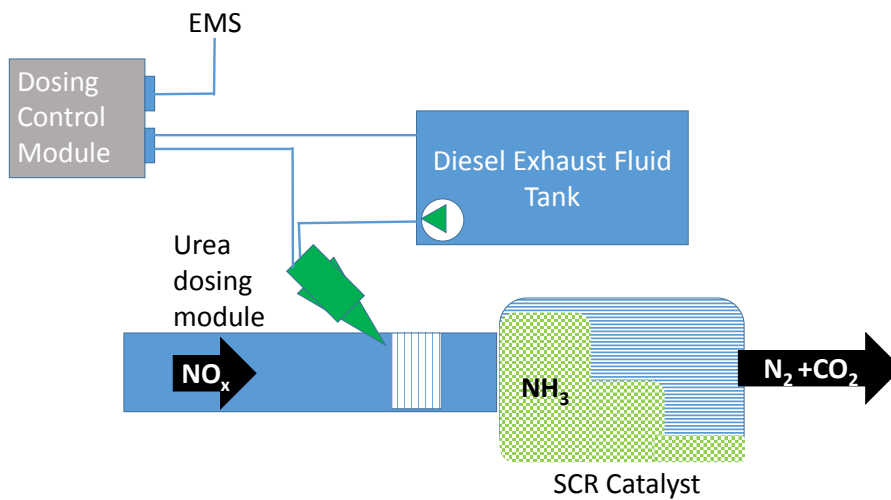 EMS
Dosing
Control
Module
Diesel Exhaust Fluid
Tank
Urea
dosing
module
NOₓ
NH₃
N₂ +CO₂
SCR Catalyst